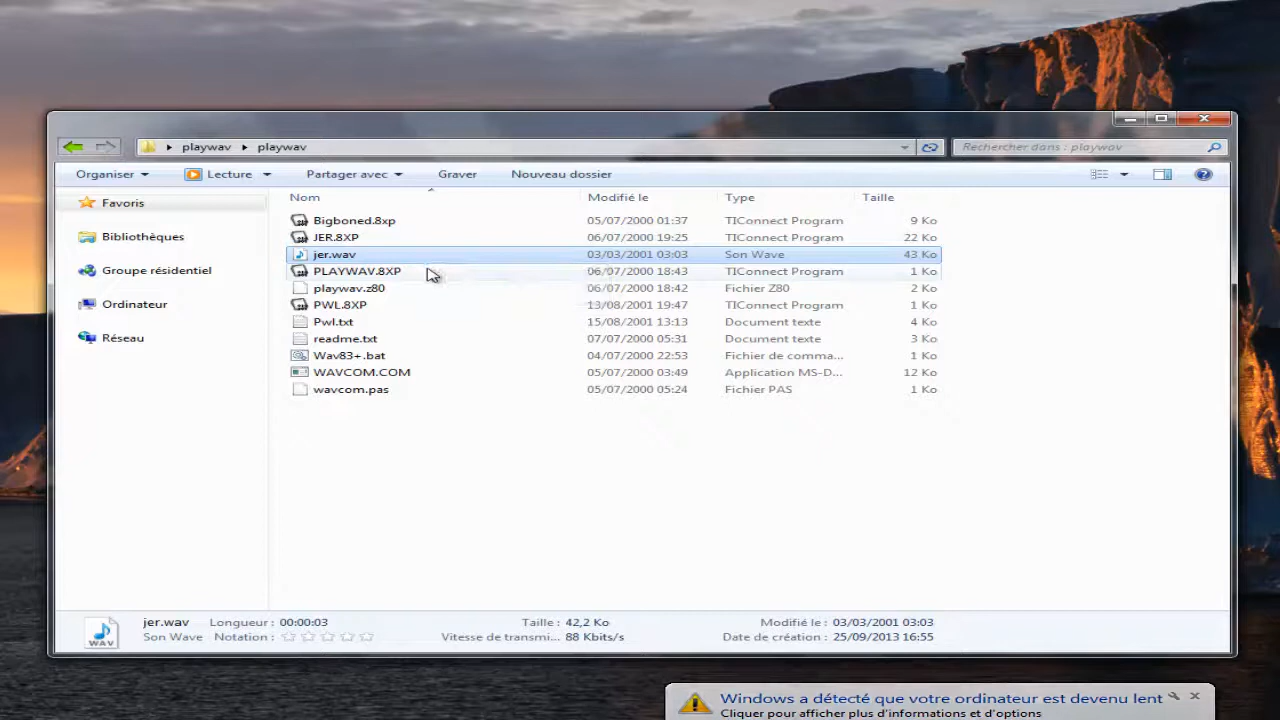 playwav ▸ playwav
Rechercher dans : playwav
Organiser Lecture Partager avec Graver Nouveau dossier
Nom Modifié le Type Taille
Favoris
Bibliothèques
Groupe résidentiel
Ordinateur
Réseau
Bigboned.8xp 05/07/2000 01:37 TIConnect Program 9 Ko
JER.8XP 06/07/2000 19:25 TIConnect Program 22 Ko
jer.wav 03/03/2001 03:03 Son Wave 43 Ko
PLAYWAV.8XP 06/07/2000 18:43 TIConnect Program 1 Ko
playwav.z80 06/07/2000 18:42 Fichier Z80 2 Ko
PWL.8XP 13/08/2001 19:47 TIConnect Program 1 Ko
Pwl.txt 15/08/2001 13:13 Document texte 4 Ko
readme.txt 07/07/2000 05:31 Document texte 3 Ko
Wav83+.bat 04/07/2000 22:53 Fichier de comma... 1 Ko
WAVCOM.COM 05/07/2000 03:49 Application MS-D... 12 Ko
wavcom.pas 05/07/2000 05:24 Fichier PAS 1 Ko
WAV
jer.wav Longueur : 00:00:03 Taille : 42,2 Ko Modifié le : 03/03/2001 03:03
Son Wave Notation : Vitesse de transmi... 88 Kbits/s Date de création : 25/09/2013 16:55
Windows a détecté que votre ordinateur est devenu lent
Cliquer pour afficher plus d'informations et d'options